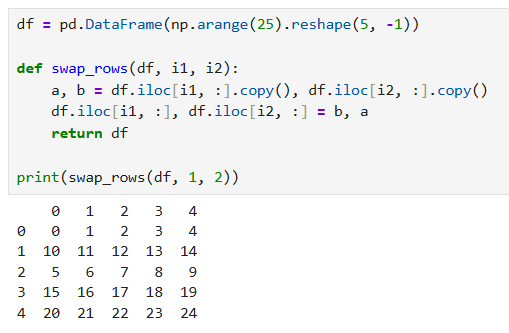 df = pd.DataFrame(np.arange(25).reshape(5, -1))
def swap_rows(df, i1, i2):
    a, b = df.iloc[i1, :].copy(), df.iloc[i2, :].copy()
    df.iloc[i1, :], df.iloc[i2, :] = b, a
    return df
print(swap_rows(df, 1, 2))
    0   1   2   3   4
0   0   1   2   3   4
1  10  11  12  13  14
2   5   6   7   8   9
3  15  16  17  18  19
4  20  21  22  23  24